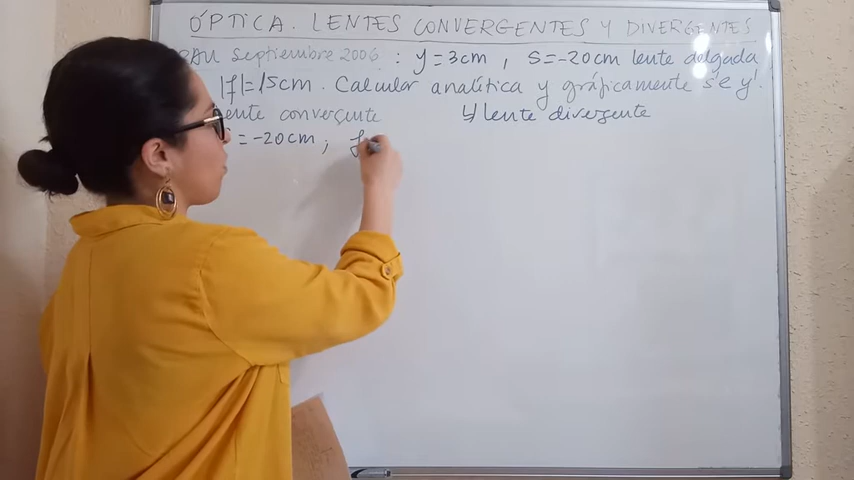 ÓPTICA. LENTES CONVERGENTES Y DIVERGENTES
PAU Septiembre 2006 : y = 3cm , S = -20cm lente delgada
|f| = 15cm . Calcular analítica y gráficamente s' e y'.
lente convergente
b) lente divergente
= -20cm ; f